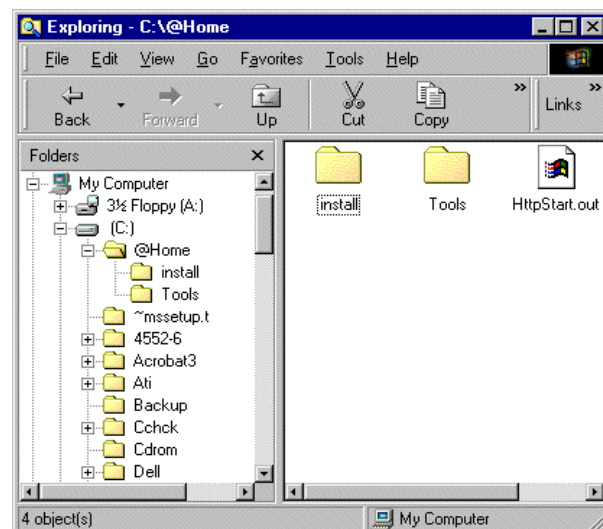 Exploring - C:\@Home
File Edit View Go Favorites Tools Help
Back Forward Up Cut Copy » Links »
Folders
My Computer
3½ Floppy (A:)
(C:)
@Home
install
Tools
~mssetup.t
4552-6
Acrobat3
Ati
Backup
Cchck
Cdrom
Dell
install Tools HttpStart.out
4 object(s) My Computer